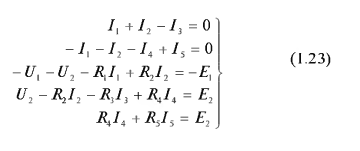 I₁ + I₂ − I₃ = 0
−I₁ − I₂ − I₄ + I₅ = 0
−U₁ − U₂ − R₁I₁ + R₂I₂ = −E₁
U₂ − R₂I₂ − R₃I₃ + R₄I₄ = E₂
R₄I₄ + R₅I₅ = E₂
(1.23)